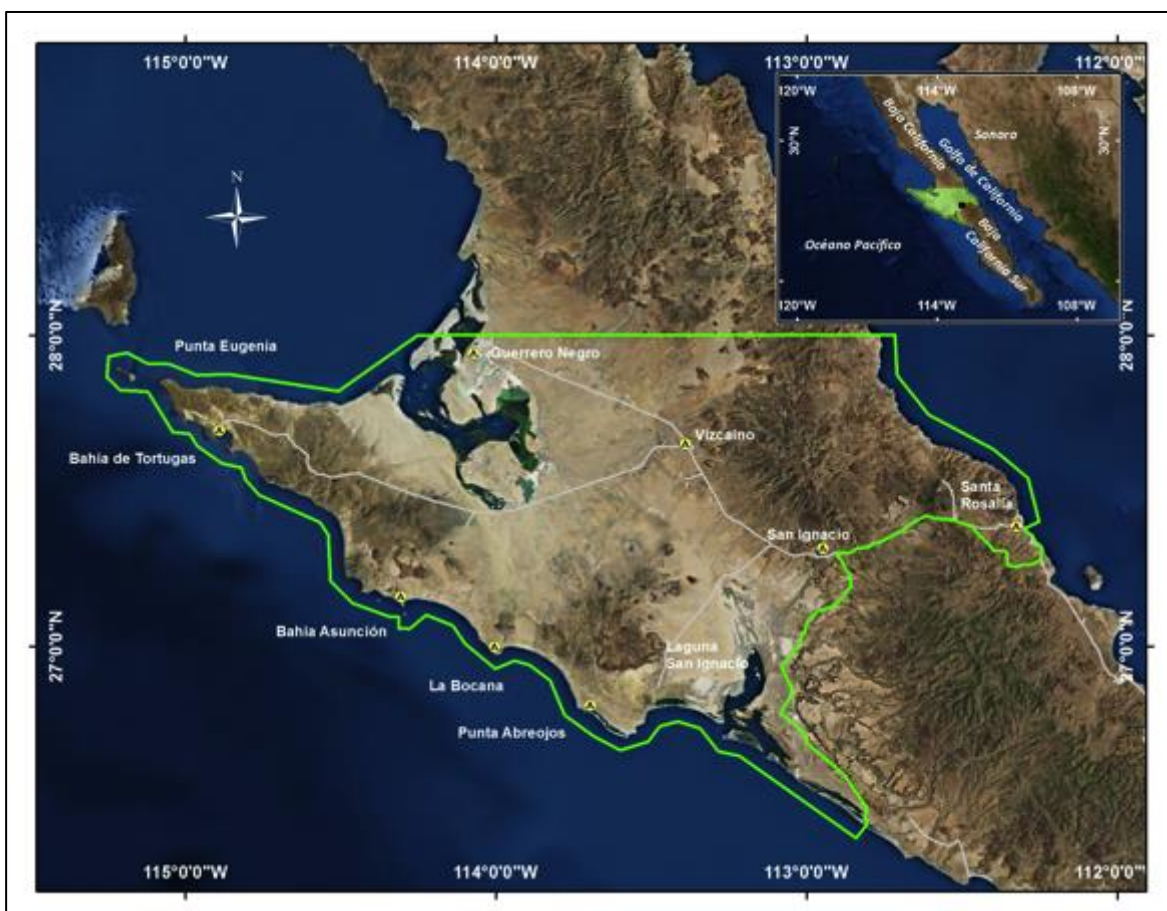 115°0'0"W
114°0'0"W
113°0'0"W
112°0'0"W
120°W
114°W
108°W
30°N
30°N
Baja California
Sonora
Golfo de California
Océano Pacífico
Baja
California Sur
120°W
114°W
108°W
N
28°0'0"N
28°0'0"N
Punta Eugenia
Guerrero Negro
Vizcaino
Bahía de Tortugas
Santa
Rosalía
San Ignacio
Bahía Asunción
27°0'0"N
27°0'0"N
Laguna
San Ignacio
La Bocana
Punta Abreojos
115°0'0"W
114°0'0"W
113°0'0"W
112°0'0"W